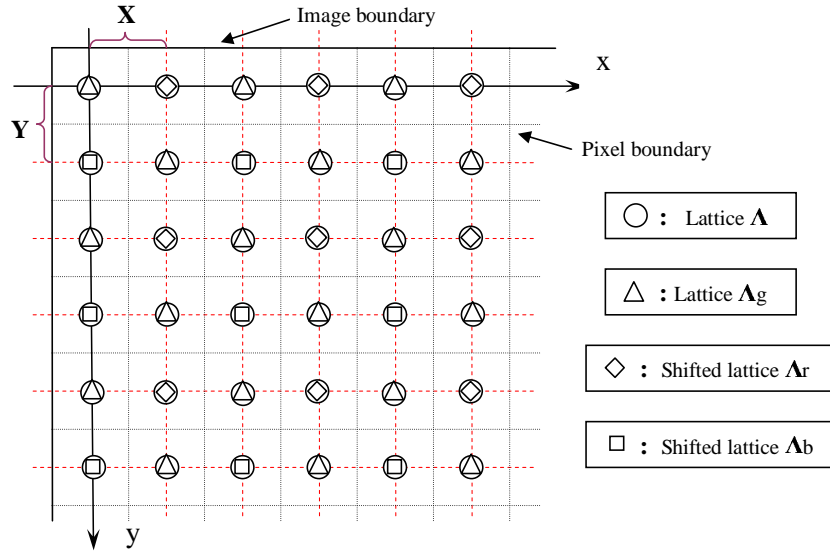 Image boundary
X
x
Y
Pixel boundary
: Lattice Λ
: Lattice Λg
: Shifted lattice Λr
: Shifted lattice Λb
y